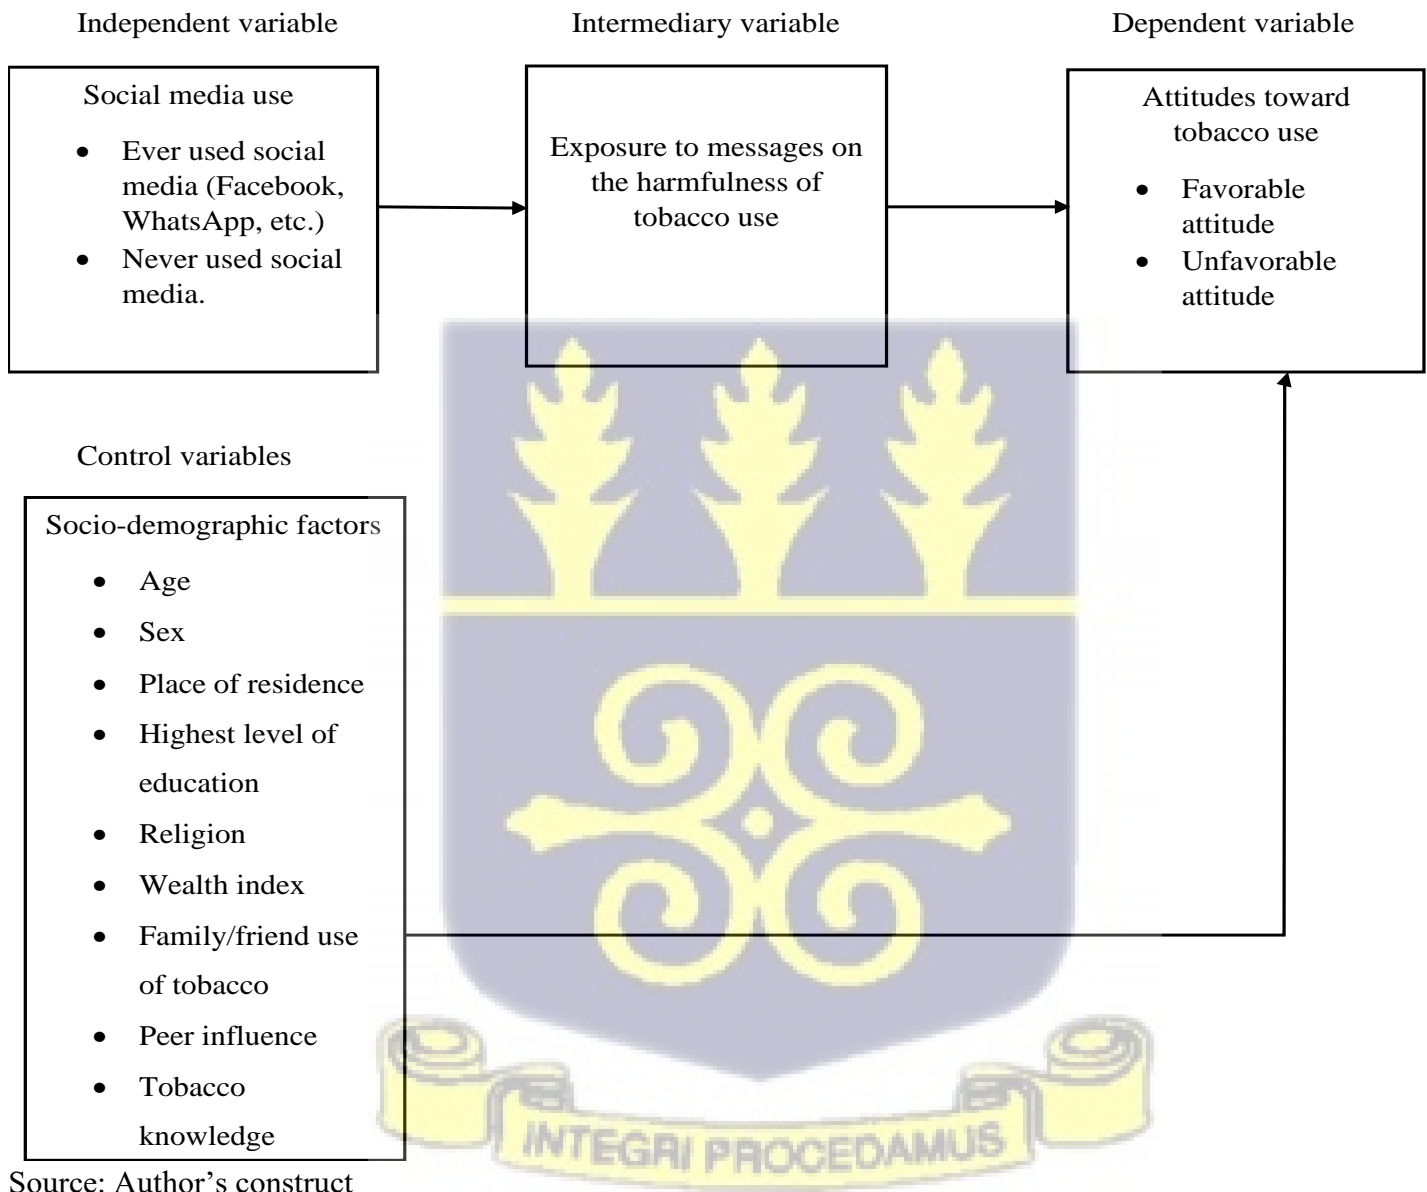 Independent variable
Social media use
• Ever used social
media (Facebook,
WhatsApp, etc.)
• Never used social
media.
Intermediary variable
Exposure to messages on
the harmfulness of
tobacco use
Dependent variable
Attitudes toward
tobacco use
• Favorable
attitude
• Unfavorable
attitude
Control variables
Socio-demographic factors
• Age
• Sex
• Place of residence
• Highest level of
education
• Religion
• Wealth index
• Family/friend use
of tobacco
• Peer influence
• Tobacco
knowledge
INTEGRI PROCEDAMUS
Source: Author's construct